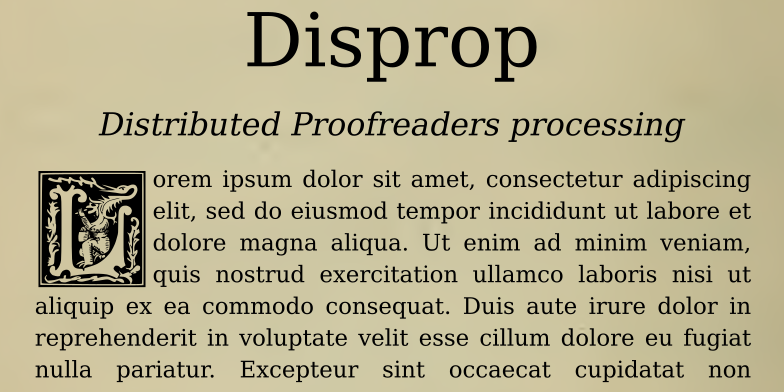 Disprop
Distributed Proofreaders processing
Lorem ipsum dolor sit amet, consectetur adipiscing
elit, sed do eiusmod tempor incididunt ut labore et
dolore magna aliqua. Ut enim ad minim veniam,
quis nostrud exercitation ullamco laboris nisi ut
aliquip ex ea commodo consequat. Duis aute irure dolor in
reprehenderit in voluptate velit esse cillum dolore eu fugiat
nulla pariatur. Excepteur sint occaecat cupidatat non